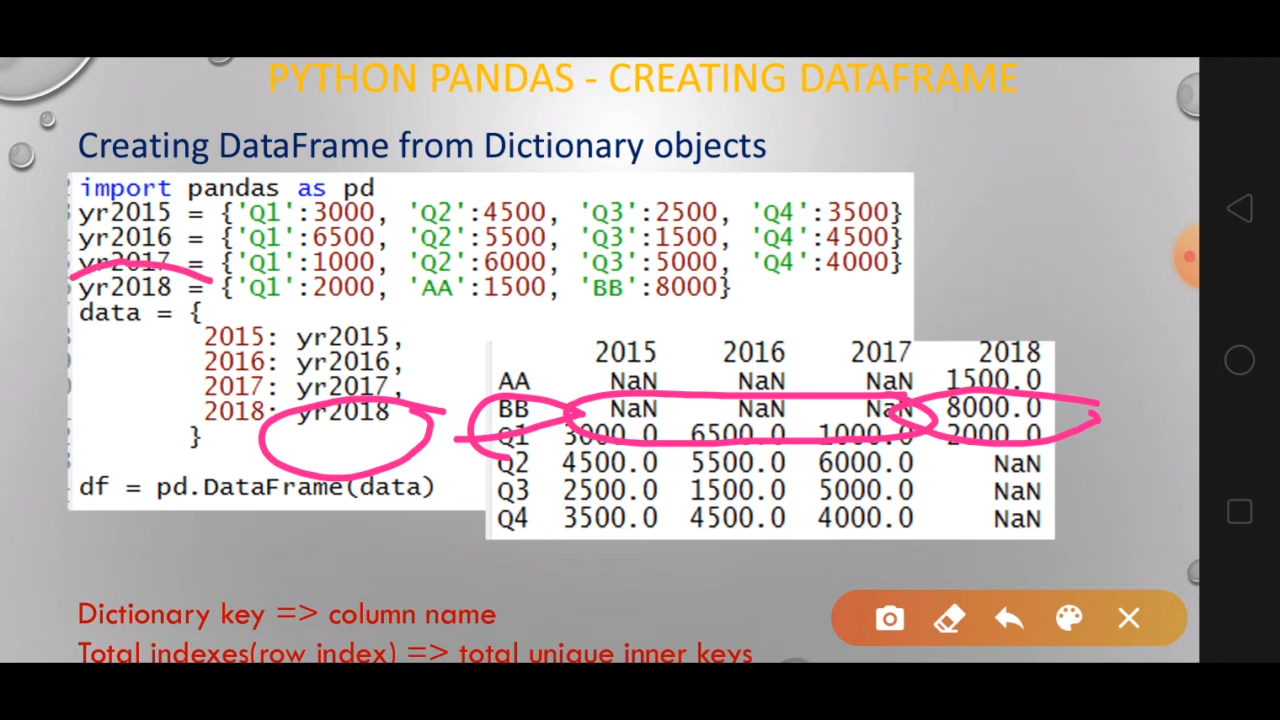 PYTHON PANDAS - CREATING DATAFRAME
Creating DataFrame from Dictionary objects
import pandas as pd
yr2015 = {'Q1':3000, 'Q2':4500, 'Q3':2500, 'Q4':3500}
yr2016 = {'Q1':6500, 'Q2':5500, 'Q3':1500, 'Q4':4500}
yr2017 = {'Q1':1000, 'Q2':6000, 'Q3':5000, 'Q4':4000}
yr2018 = {'Q1':2000, 'AA':1500, 'BB':8000}
data = {
2015: yr2015,
2016: yr2016,
2017: yr2017,
2018: yr2018
}
df = pd.DataFrame(data)
2015 2016 2017 2018
AA NaN NaN NaN 1500.0
BB NaN NaN NaN 8000.0
Q1 3000.0 6500.0 1000.0 2000.0
Q2 4500.0 5500.0 6000.0 NaN
Q3 2500.0 1500.0 5000.0 NaN
Q4 3500.0 4500.0 4000.0 NaN
Dictionary key => column name
Total indexes(row index) => total unique inner keys